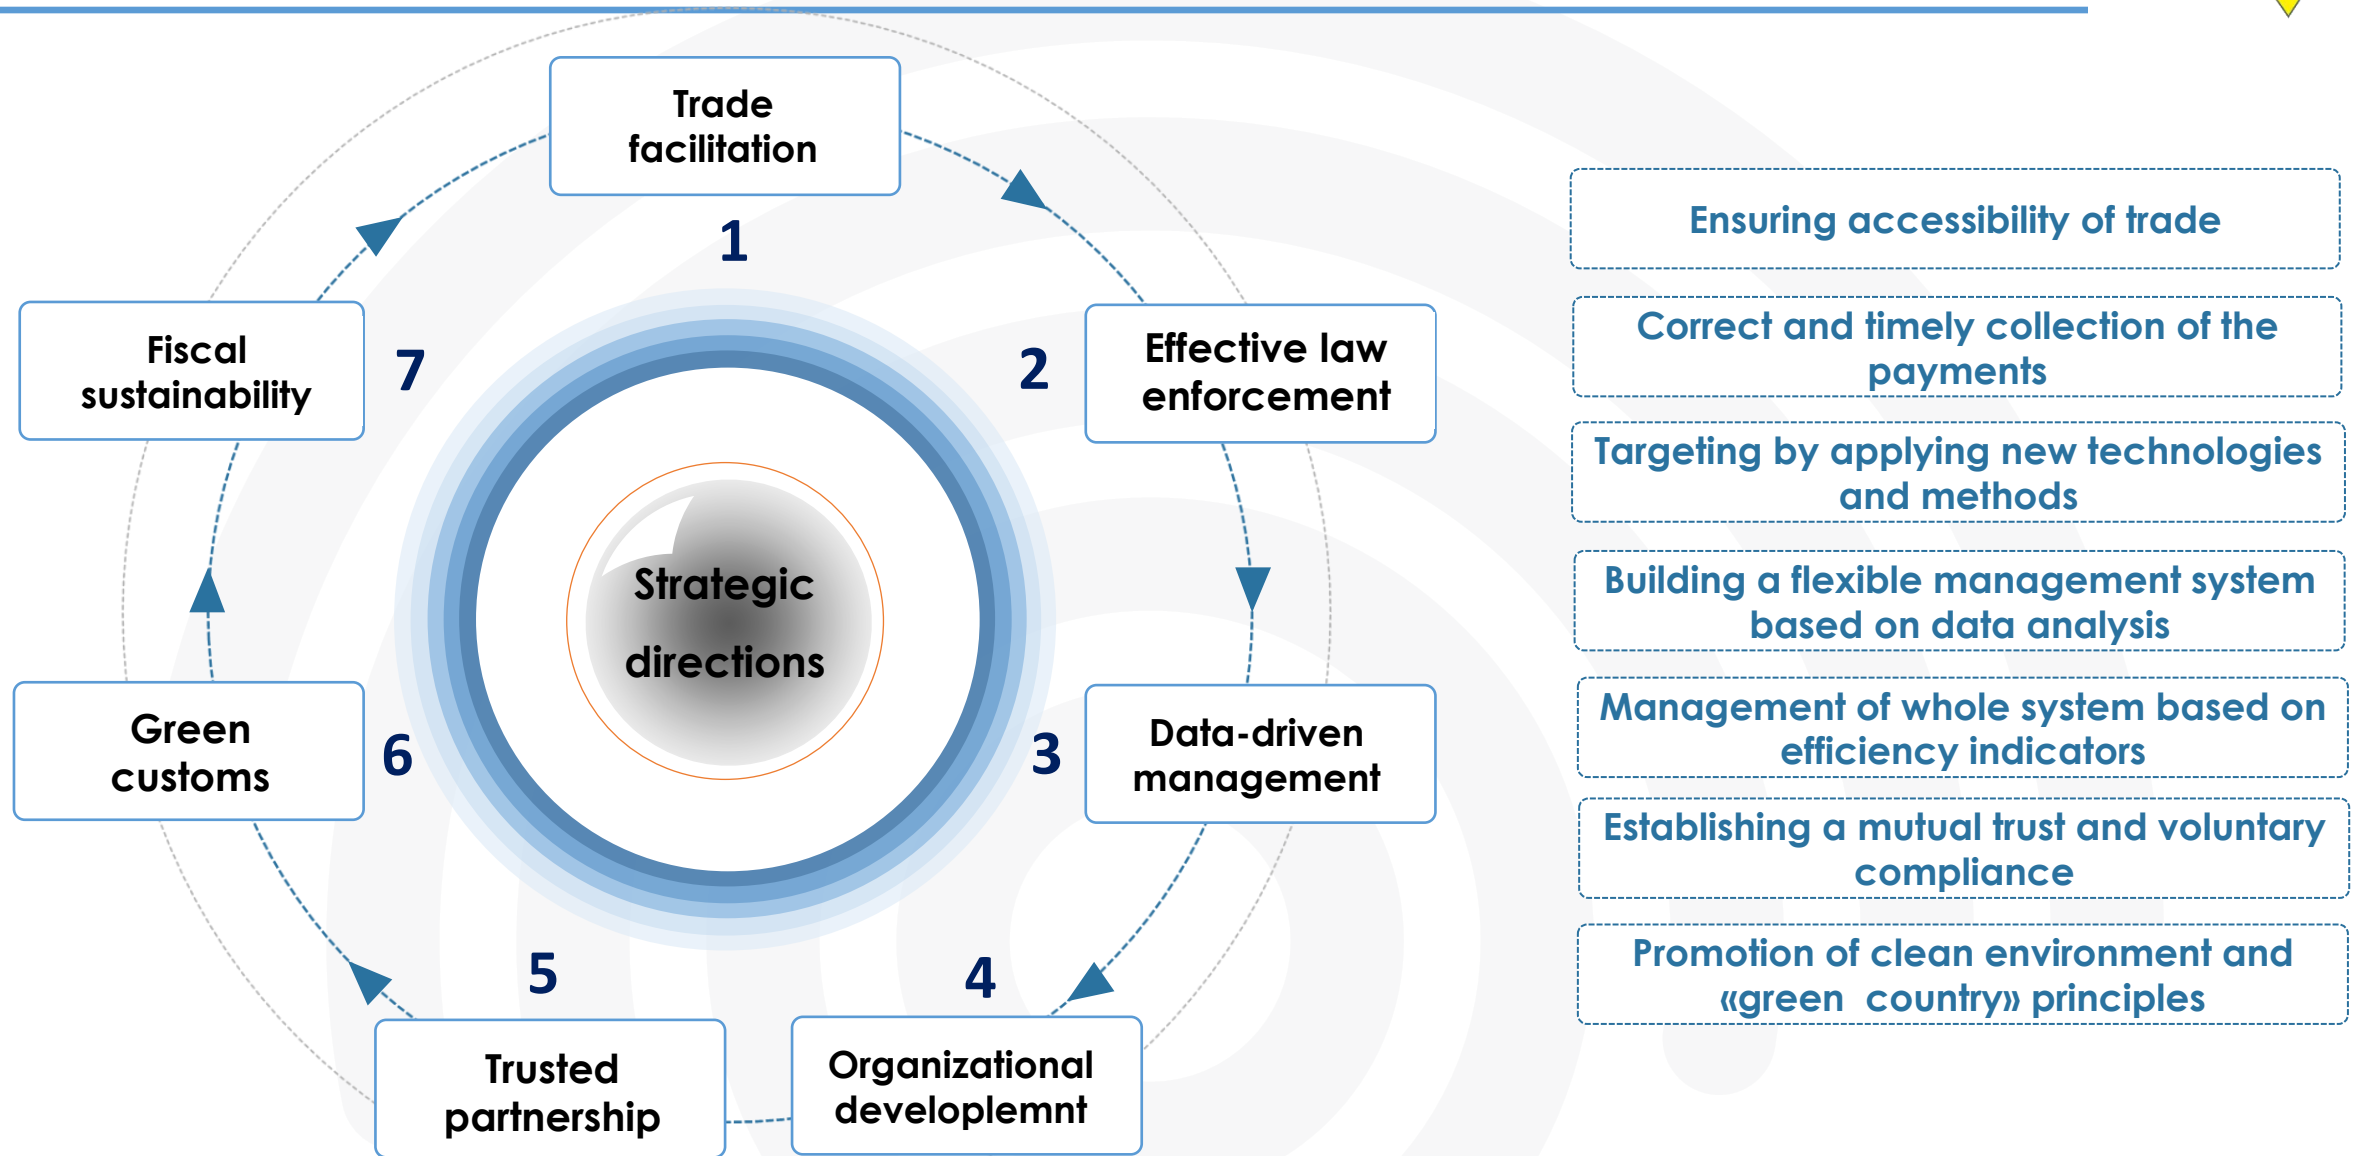 Trade
facilitation
1
Effective law
enforcement
2
Data-driven
management
3
Organizational
developlemnt
4
Trusted
partnership
5
Green
customs
6
Fiscal
sustainability
7
Strategic
directions
Ensuring accessibility of trade
Correct and timely collection of the
payments
Targeting by applying new technologies
and methods
Building a flexible management system
based on data analysis
Management of whole system based on
efficiency indicators
Establishing a mutual trust and voluntary
compliance
Promotion of clean environment and
«green country» principles